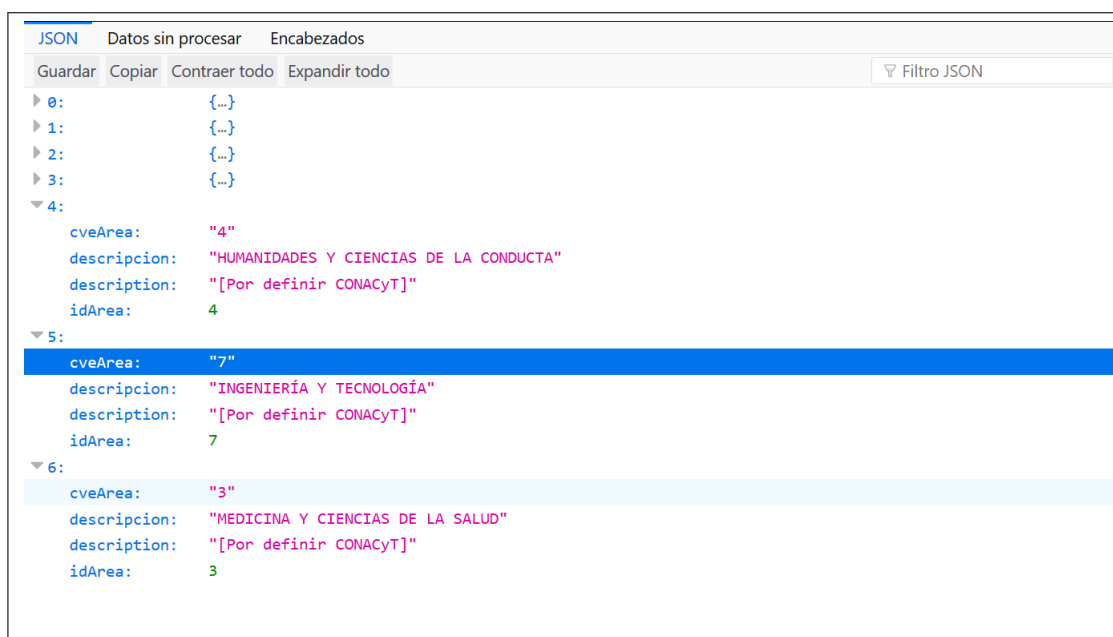 JSON Datos sin procesar Encabezados
Guardar Copiar Contraer todo Expandir todo Filtro JSON
0: {…}
1: {…}
2: {…}
3: {…}
4:
cveArea: "4"
descripcion: "HUMANIDADES Y CIENCIAS DE LA CONDUCTA"
description: "[Por definir CONACyT]"
idArea: 4
5:
cveArea: "7"
descripcion: "INGENIERÍA Y TECNOLOGÍA"
description: "[Por definir CONACyT]"
idArea: 7
6:
cveArea: "3"
descripcion: "MEDICINA Y CIENCIAS DE LA SALUD"
description: "[Por definir CONACyT]"
idArea: 3